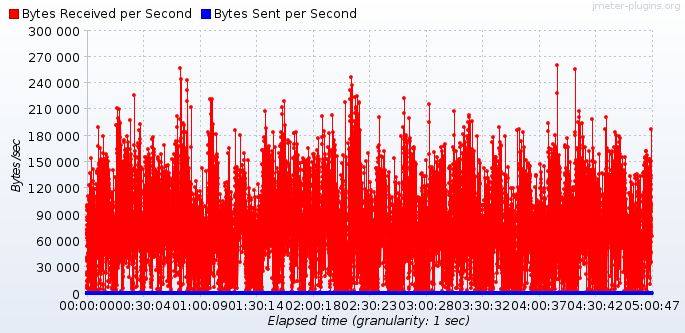 jmeter-plugins.org
Bytes Received per Second Bytes Sent per Second
300 000
270 000
240 000
210 000
180 000
150 000
120 000
90 000
60 000
30 000
0
Bytes/sec
00:00:00 00:30:04 01:00:09 01:30:14 02:00:18 02:30:23 03:00:28 03:30:32 04:00:37 04:30:42 05:00:47
Elapsed time (granularity: 1 sec)